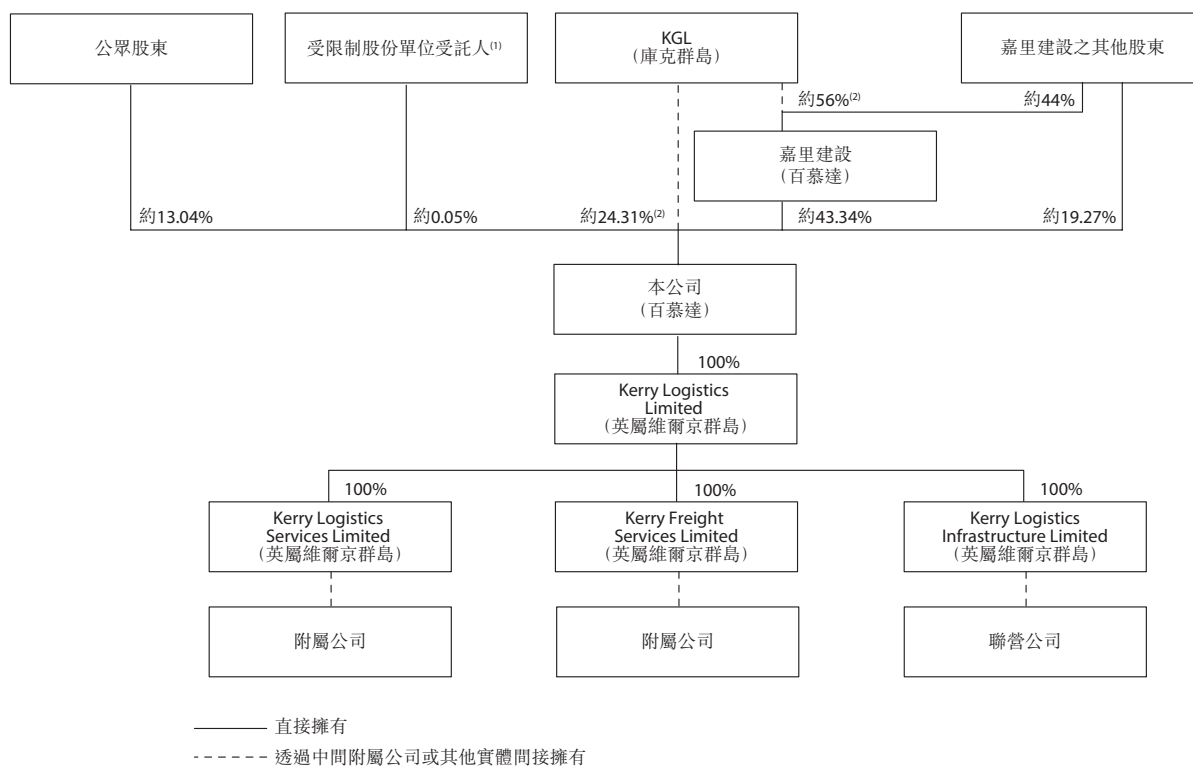 公眾股東
受限制股份單位受託人(1)
KGL
(庫克群島)
嘉里建設之其他股東
約56%(2)
約44%
嘉里建設
(百慕達)
約13.04%
約0.05%
約24.31%(2)
約43.34%
約19.27%
本公司
(百慕達)
100%
Kerry Logistics
Limited
(英屬維爾京群島)
100%
100%
100%
Kerry Logistics
Services Limited
(英屬維爾京群島)
Kerry Freight
Services Limited
(英屬維爾京群島)
Kerry Logistics
Infrastructure Limited
(英屬維爾京群島)
附屬公司
附屬公司
聯營公司
直接擁有
透過中間附屬公司或其他實體間接擁有